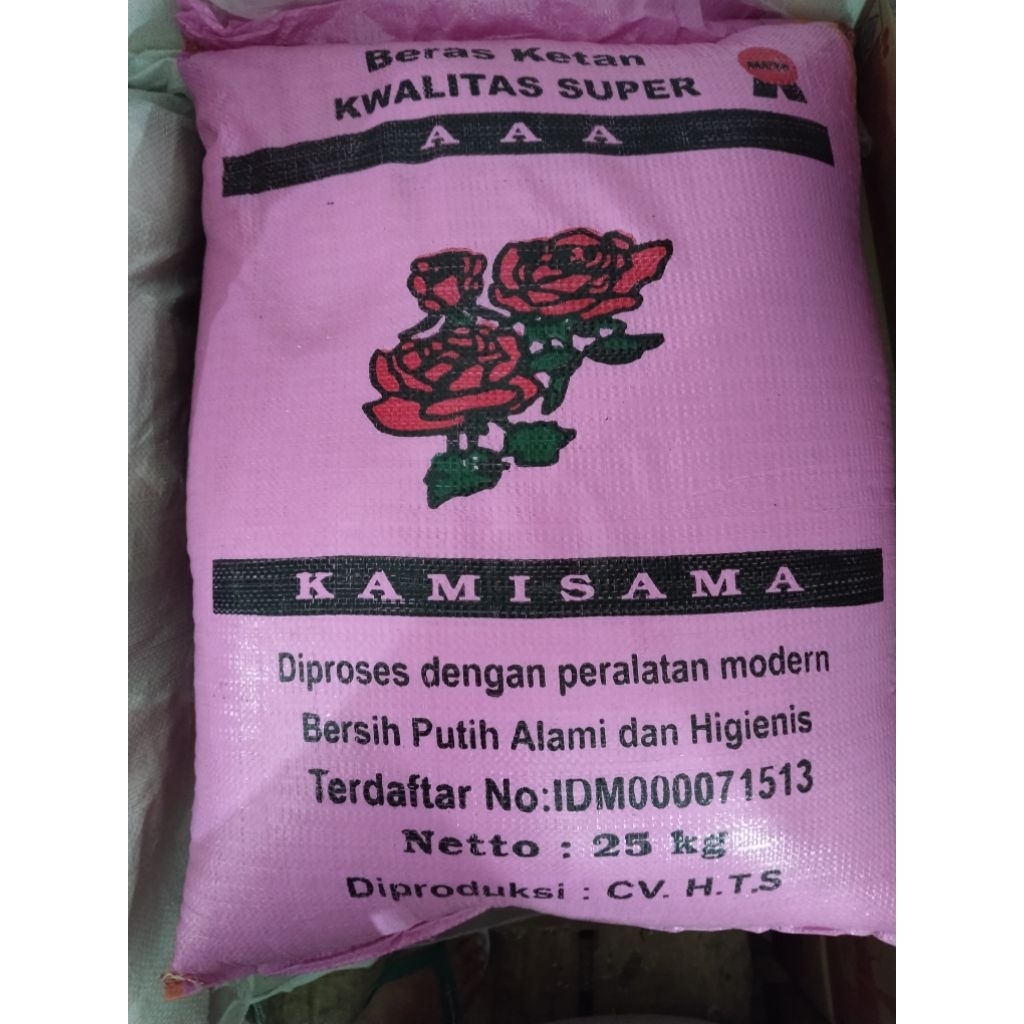 Beras Ketan
KWALITAS SUPER
A A A
KAMISAMA
Diproses dengan peralatan modern
Bersih Putih Alami dan Higienis
Terdaftar No:IDM000071513
Netto : 25 kg
Diproduksi : CV. H.T.S